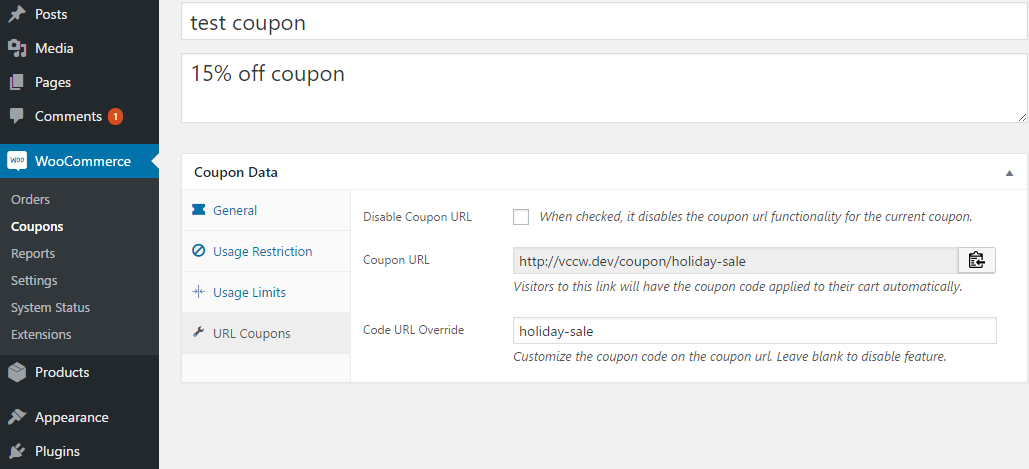 Posts
Media
Pages
Comments 1
WOO WooCommerce
Orders
Coupons
Reports
Settings
System Status
Extensions
Products
Appearance
Plugins
test coupon
15% off coupon
Coupon Data
General
Usage Restriction
Usage Limits
URL Coupons
Disable Coupon URL When checked, it disables the coupon url functionality for the current coupon.
Coupon URL http://vccw.dev/coupon/holiday-sale
Visitors to this link will have the coupon code applied to their cart automatically.
Code URL Override holiday-sale
Customize the coupon code on the coupon url. Leave blank to disable feature.